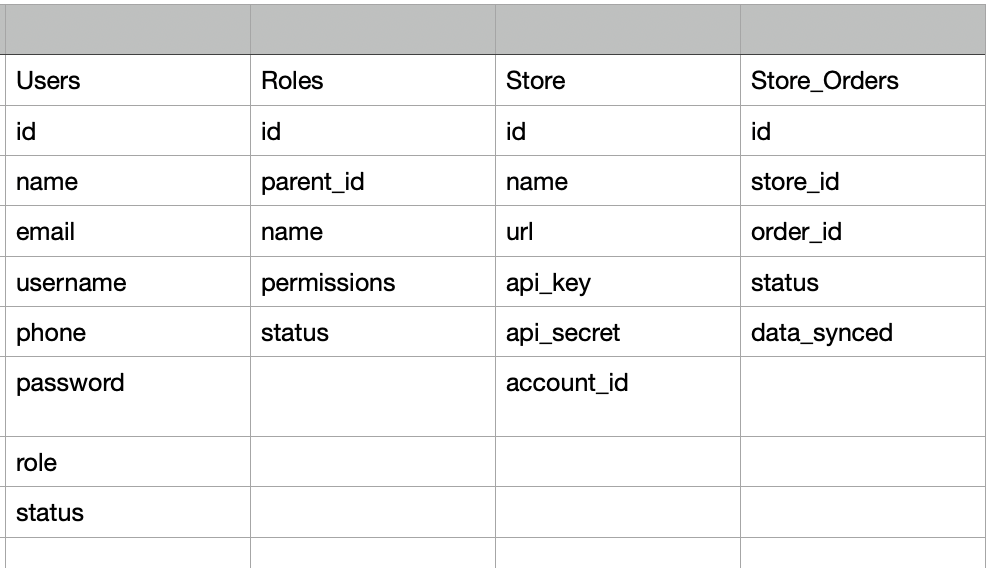 Users Roles Store Store_Orders
id id id id
name parent_id name store_id
email name url order_id
username permissions api_key status
phone status api_secret data_synced
password account_id
role
status